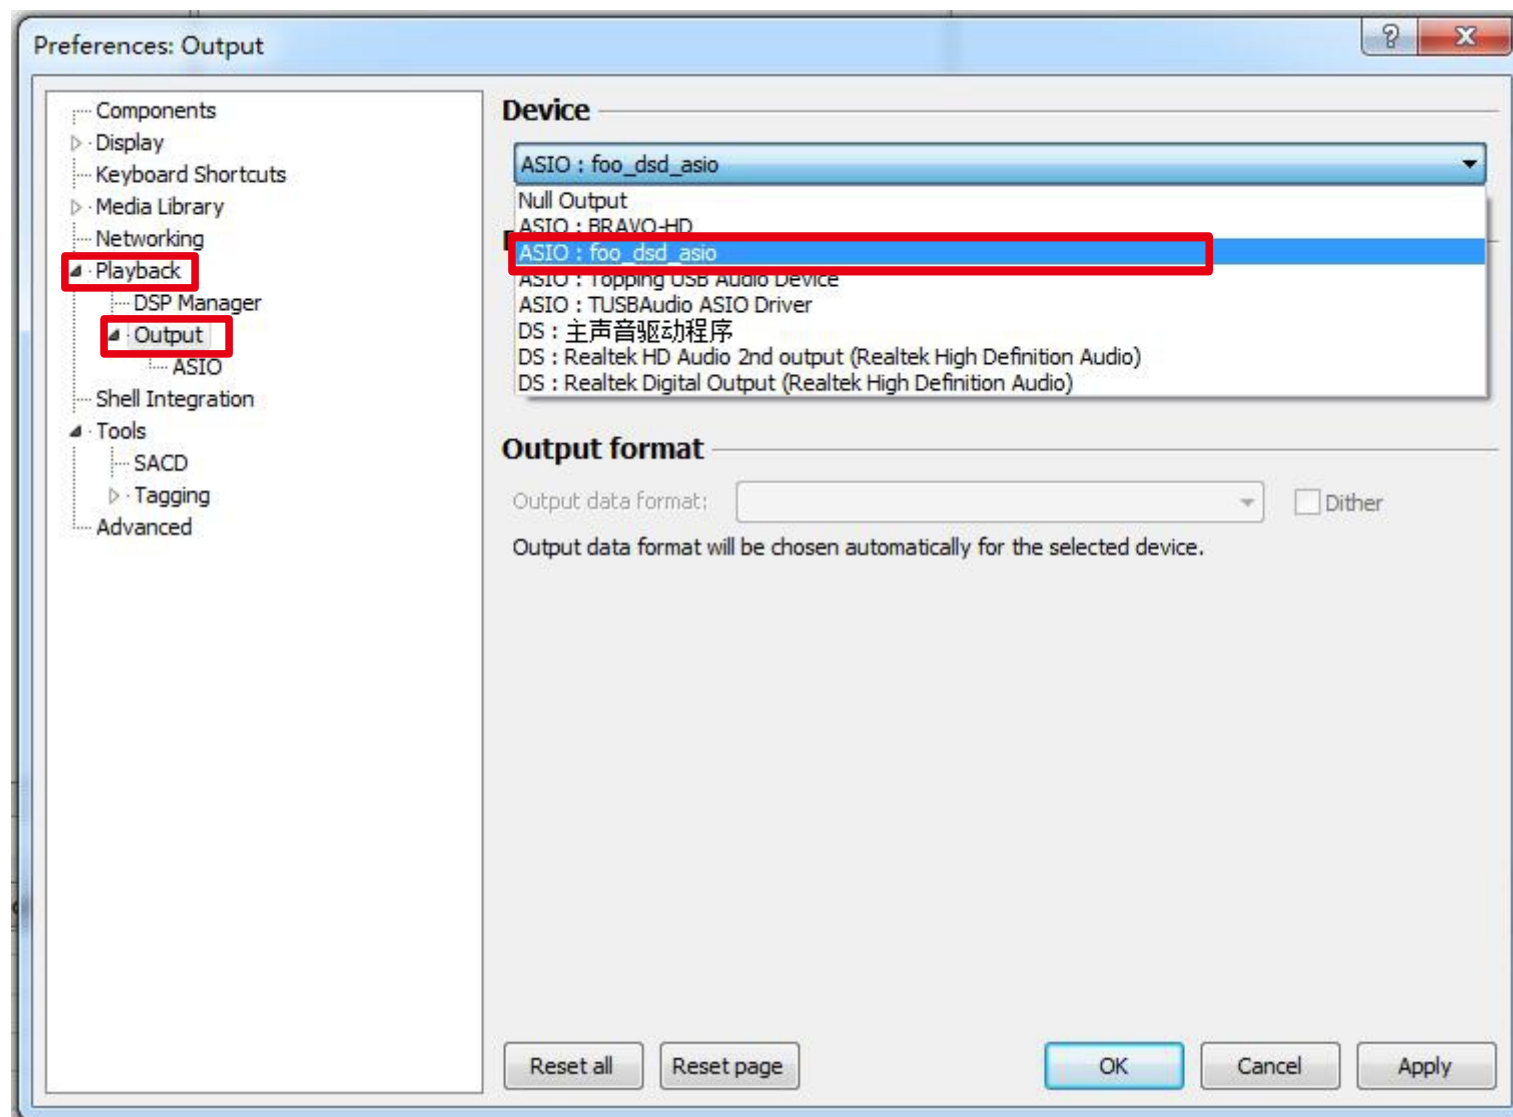 Preferences: Output
Components
Display
Keyboard Shortcuts
Media Library
Networking
Playback
DSP Manager
Output
ASIO
Shell Integration
Tools
SACD
Tagging
Advanced
Device
ASIO : foo_dsd_asio
Null Output
ASIO : BRAVO-HD
ASIO : foo_dsd_asio
ASIO : Topping USB Audio Device
ASIO : TUSBAudio ASIO Driver
DS : 主声音驱动程序
DS : Realtek HD Audio 2nd output (Realtek High Definition Audio)
DS : Realtek Digital Output (Realtek High Definition Audio)
Output format
Output data format:
Dither
Output data format will be chosen automatically for the selected device.
Reset all
Reset page
OK
Cancel
Apply